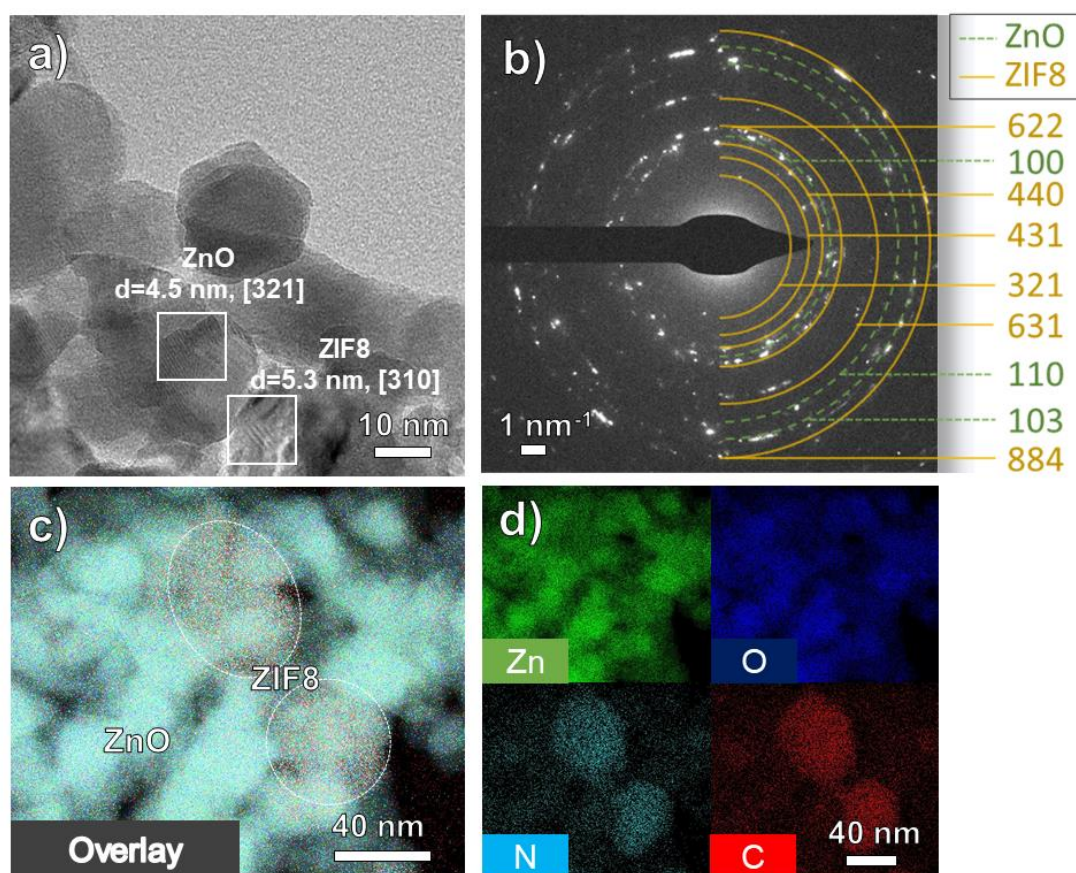 a)
ZnO
d=4.5 nm, [321]
ZIF8
d=5.3 nm, [310]
10 nm
b)
1 nm-1
ZnO
ZIF8
622
100
440
431
321
631
110
103
884
c)
ZIF8
ZnO
Overlay
40 nm
d)
Zn
O
N
C
40 nm